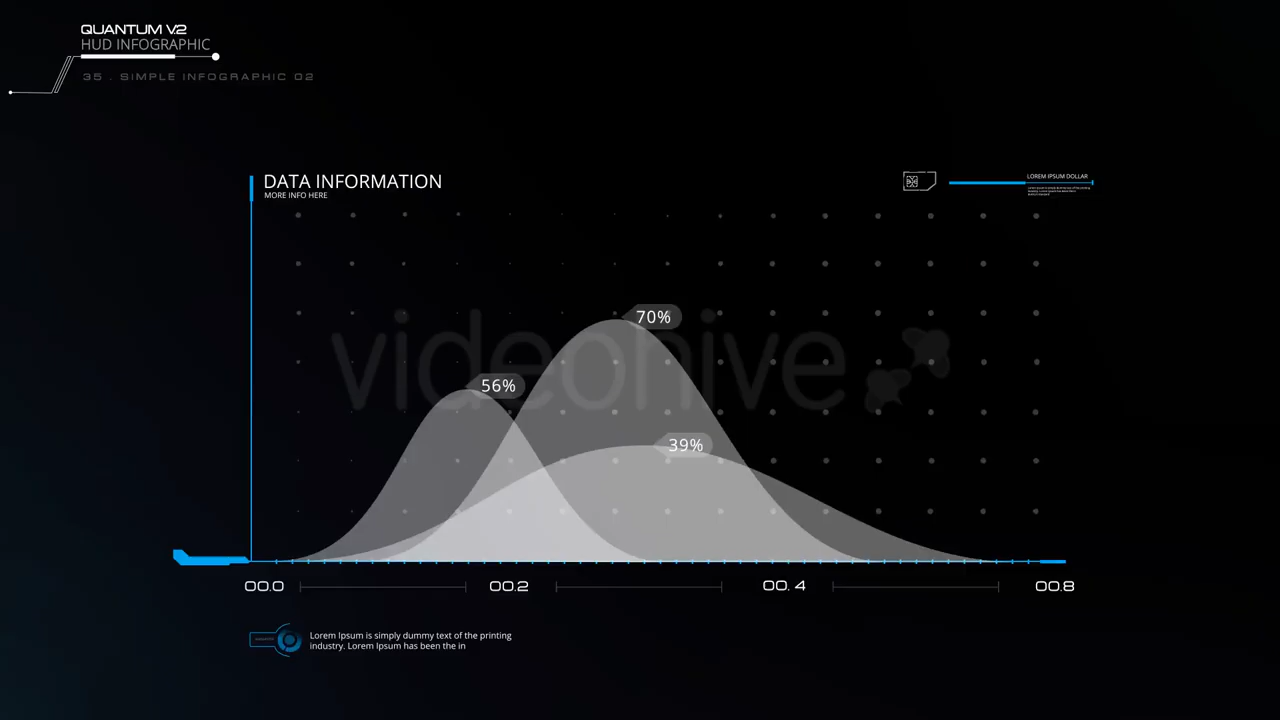 QUANTUM V.2
HUD INFOGRAPHIC
35 . SIMPLE INFOGRAPHIC 02
DATA INFORMATION
MORE INFO HERE
LOREM IPSUM DOLLAR
videohive
70%
56%
39%
00.0
00.2
00. 4
00.8
Lorem Ipsum is simply dummy text of the printing
industry. Lorem Ipsum has been the in